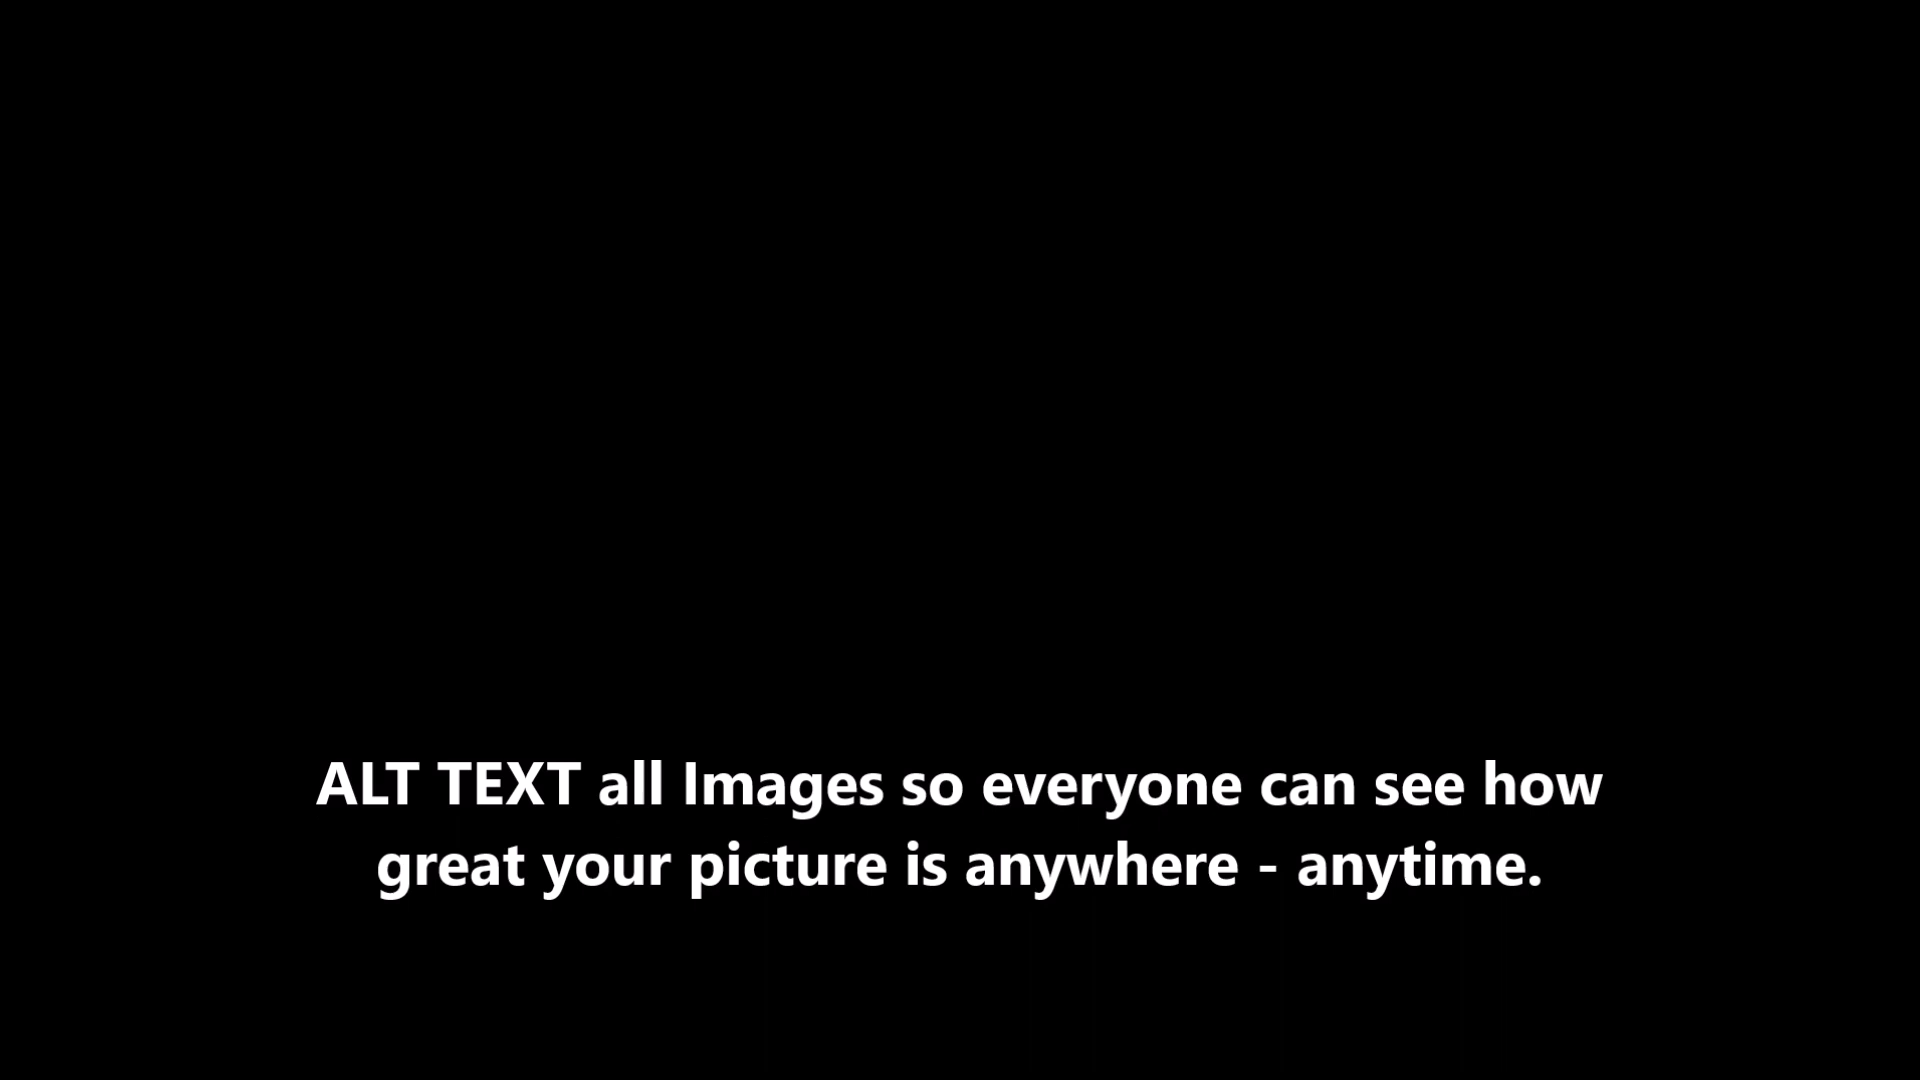 ALT TEXT all Images so everyone can see how
great your picture is anywhere - anytime.